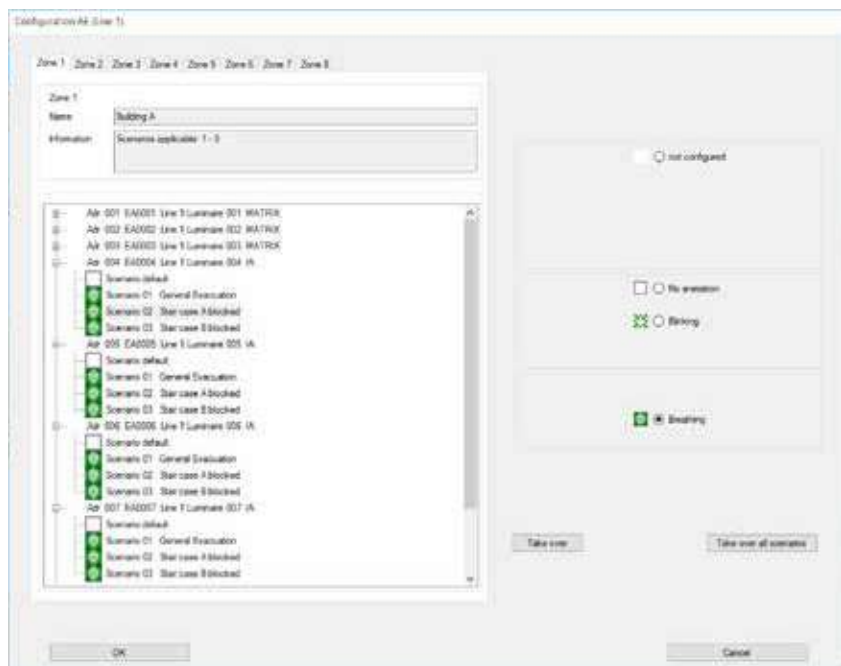 Configuration AE (Line 1)
Zone 1 Zone 2 Zone 3 Zone 4 Zone 5 Zone 6 Zone 7 Zone 8
Zone 1
Name Building A
Information Scenarios applicable: 1 - 3
not configured
Adr 001 EA0001 Line 1 Luminaire 001 MATRIX
Adr 002 EA0002 Line 1 Luminaire 002 MATRIX
Adr 003 EA0003 Line 1 Luminaire 003 MATRIX
Adr 004 EA0004 Line 1 Luminaire 004 IA
Scenario default
Scenario 01 General Evacuation
Scenario 02 Stair case A blocked
Scenario 03 Stair case B blocked
No animation
Blinking
Adr 005 EA0005 Line 1 Luminaire 005 IA
Scenario default
Scenario 01 General Evacuation
Scenario 02 Stair case A blocked
Scenario 03 Stair case B blocked
Breathing
Adr 006 EA0006 Line 1 Luminaire 006 IA
Scenario default
Scenario 01 General Evacuation
Scenario 02 Stair case A blocked
Scenario 03 Stair case B blocked
Adr 007 EA0007 Line 1 Luminaire 007 IA
Scenario default
Scenario 01 General Evacuation
Scenario 02 Stair case A blocked
Scenario 03 Stair case B blocked
Take over Take over all scenarios
OK Cancel